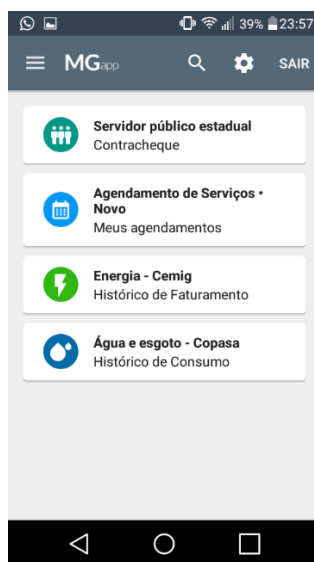 39% 23:57
MGapp SAIR
Servidor público estadual
Contracheque
Agendamento de Serviços •
Novo
Meus agendamentos
Energia - Cemig
Histórico de Faturamento
Água e esgoto - Copasa
Histórico de Consumo